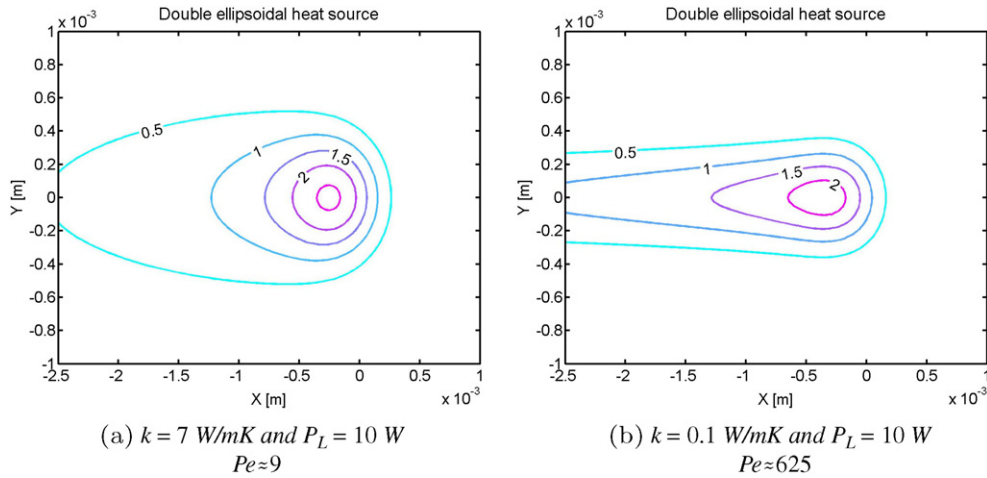 Double ellipsoidal heat source
x 10⁻³
1
0.8
0.6
0.4
0.2
0
-0.2
-0.4
-0.6
-0.8
-1
Y [m]
0.5
1
1.5
2
-2.5 -2 -1.5 -1 -0.5 0 0.5 1
X [m]
x 10⁻³
(a) k = 7 W/mK and P_L = 10 W
Pe≈9
Double ellipsoidal heat source
x 10⁻³
1
0.8
0.6
0.4
0.2
0
-0.2
-0.4
-0.6
-0.8
-1
Y [m]
0.5
1
1.5
2
-2.5 -2 -1.5 -1 -0.5 0 0.5 1
X [m]
x 10⁻³
(b) k = 0.1 W/mK and P_L = 10 W
Pe≈625